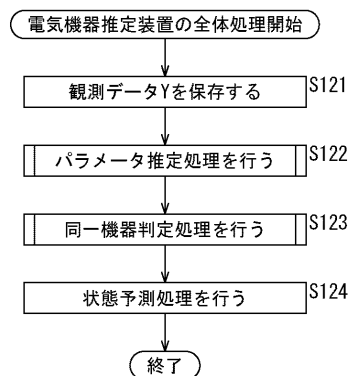 電気機器推定装置の全体処理開始
観測データYを保存する
S121
パラメータ推定処理を行う
S122
同一機器判定処理を行う
S123
状態予測処理を行う
S124
終了